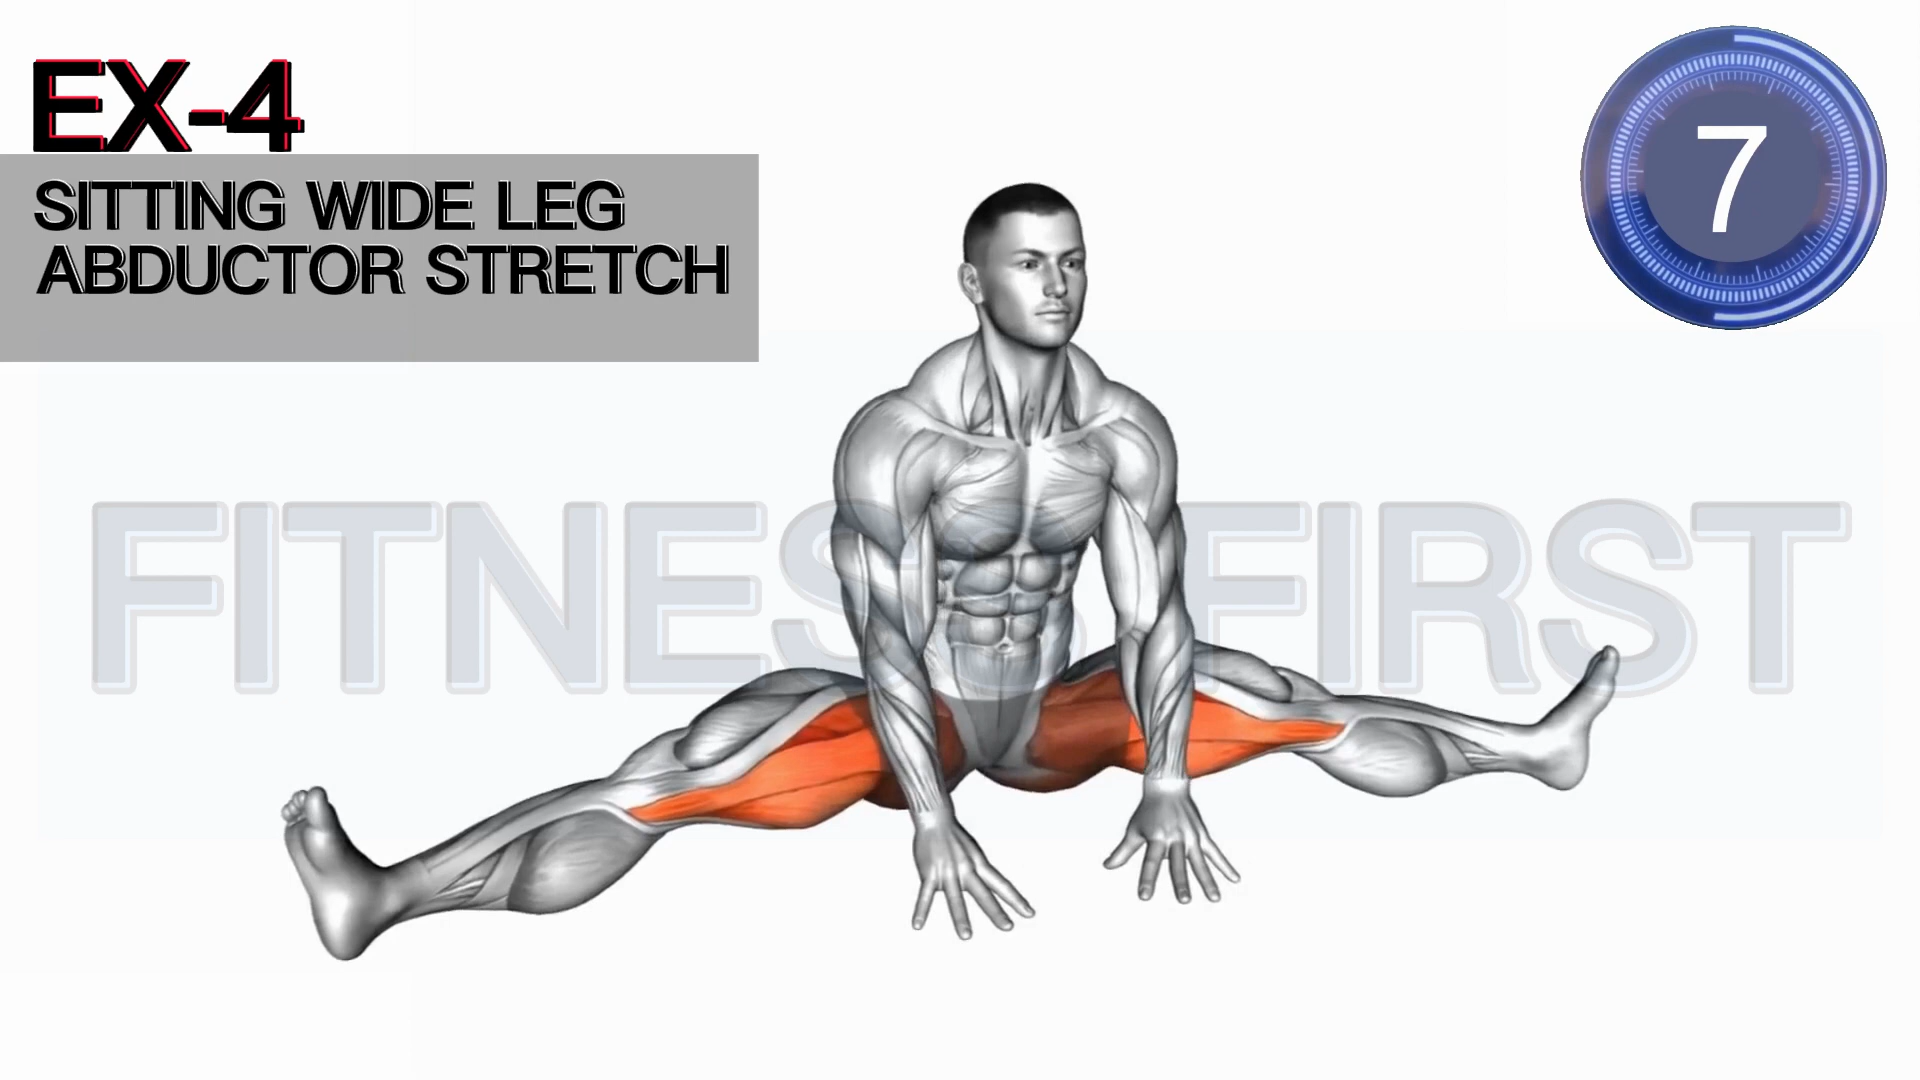 EX-4
SITTING WIDE LEG
ABDUCTOR STRETCH
7
FITNESS FIRST